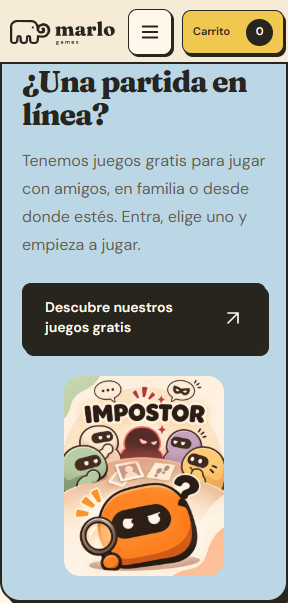 marlo
games
Carrito
0
¿Una partida en
línea?
Tenemos juegos gratis para jugar
con amigos, en familia o desde
donde estés. Entra, elige uno y
empieza a jugar.
Descubre nuestros
juegos gratis
IMPOSTOR
?